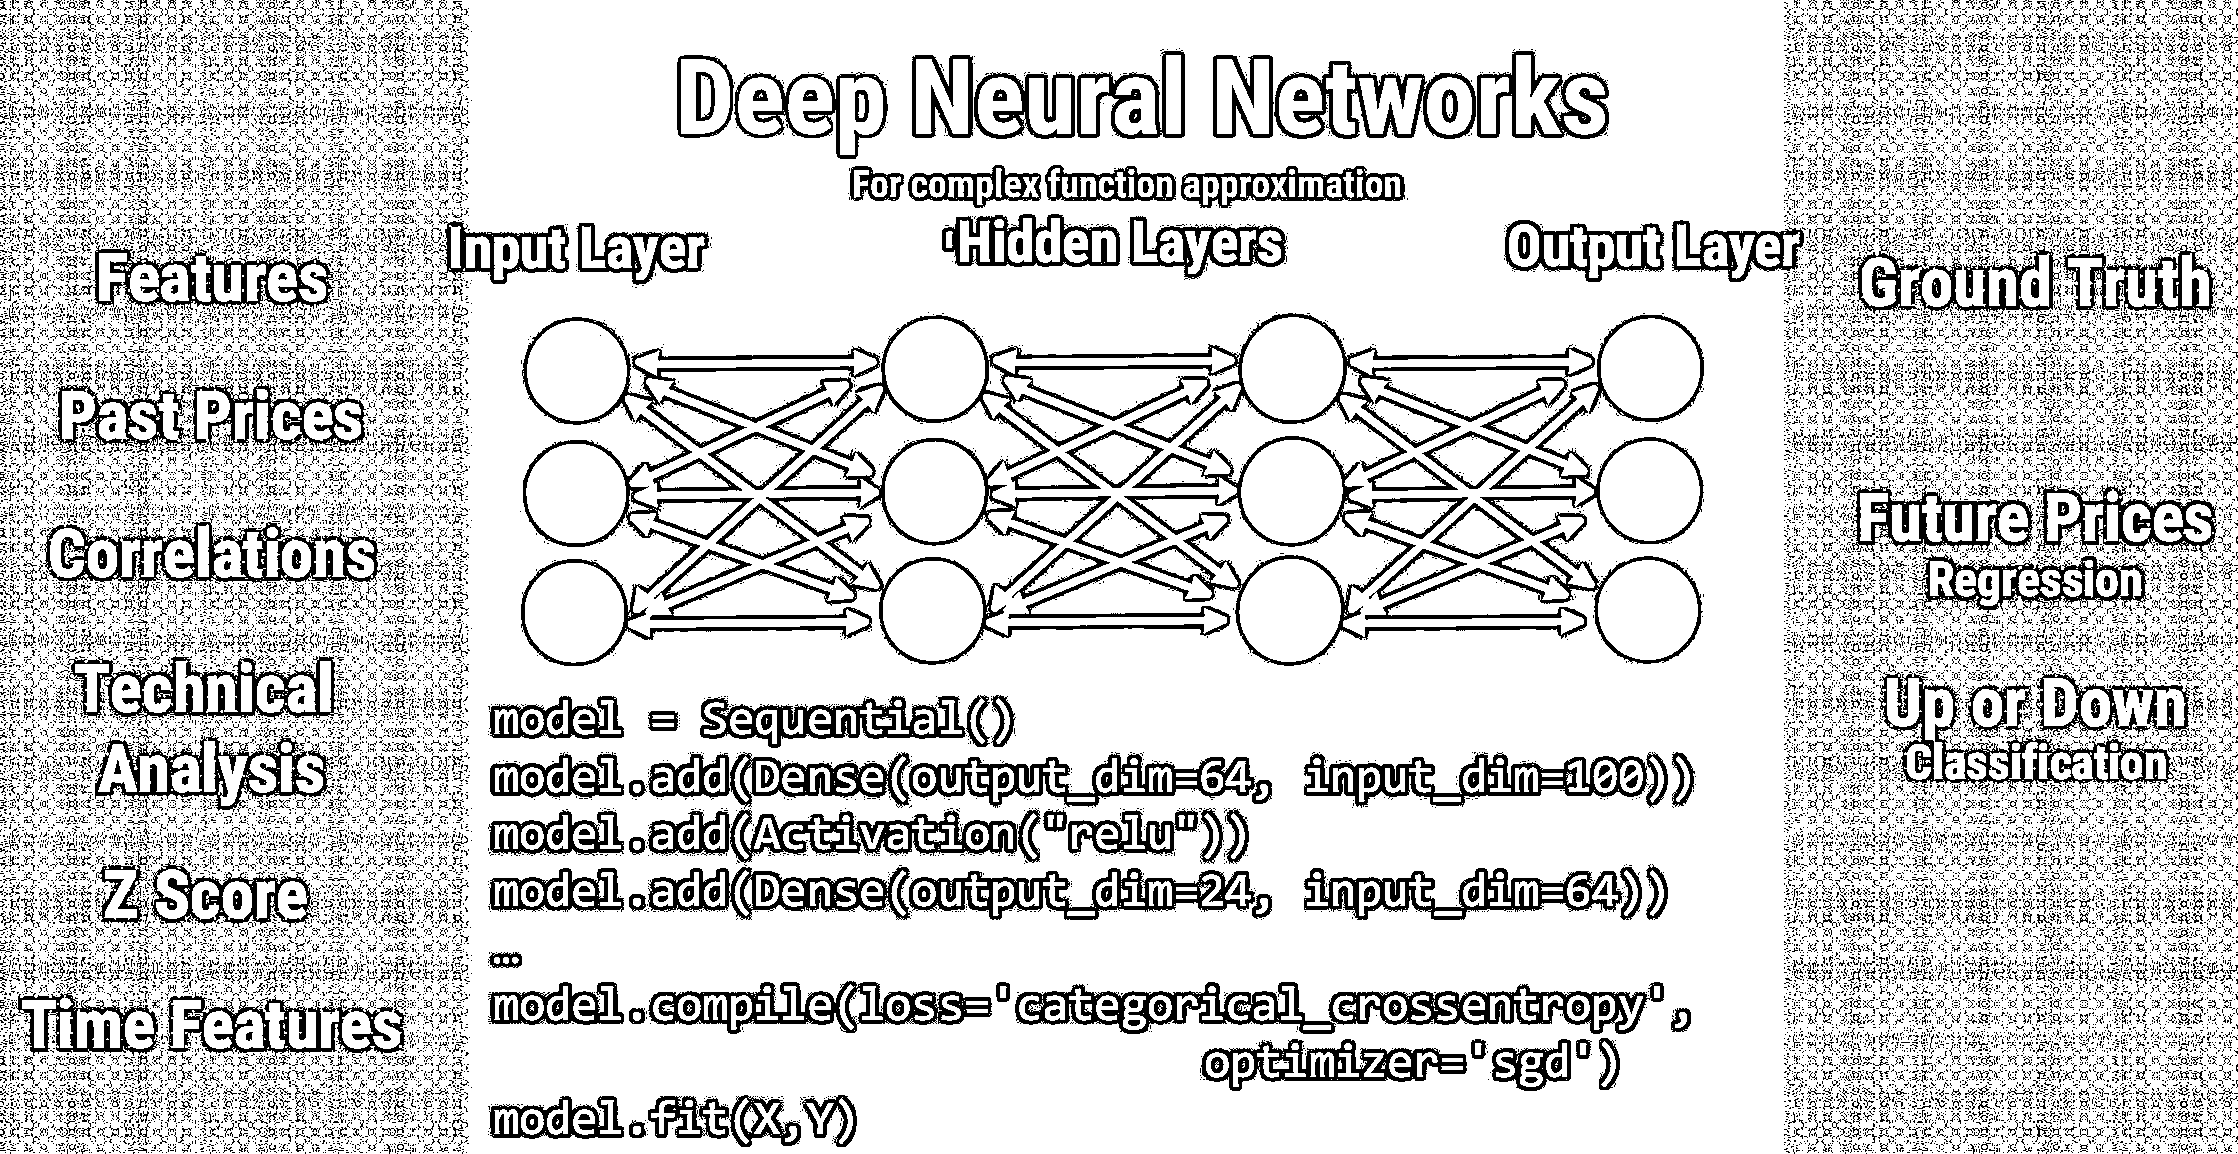 Deep Neural Networks
For complex function approximation
Input Layer
Hidden Layers
Output Layer
Features
Past Prices
Correlations
Technical
Analysis
Z Score
Time Features
Ground Truth
Future Prices
Regression
Up or Down
Classification
model = Sequential()
model.add(Dense(output_dim=64, input_dim=100))
model.add(Activation("relu"))
model.add(Dense(output_dim=24, input_dim=64))
…
model.compile(loss='categorical_crossentropy',
optimizer='sgd')
model.fit(X,Y)